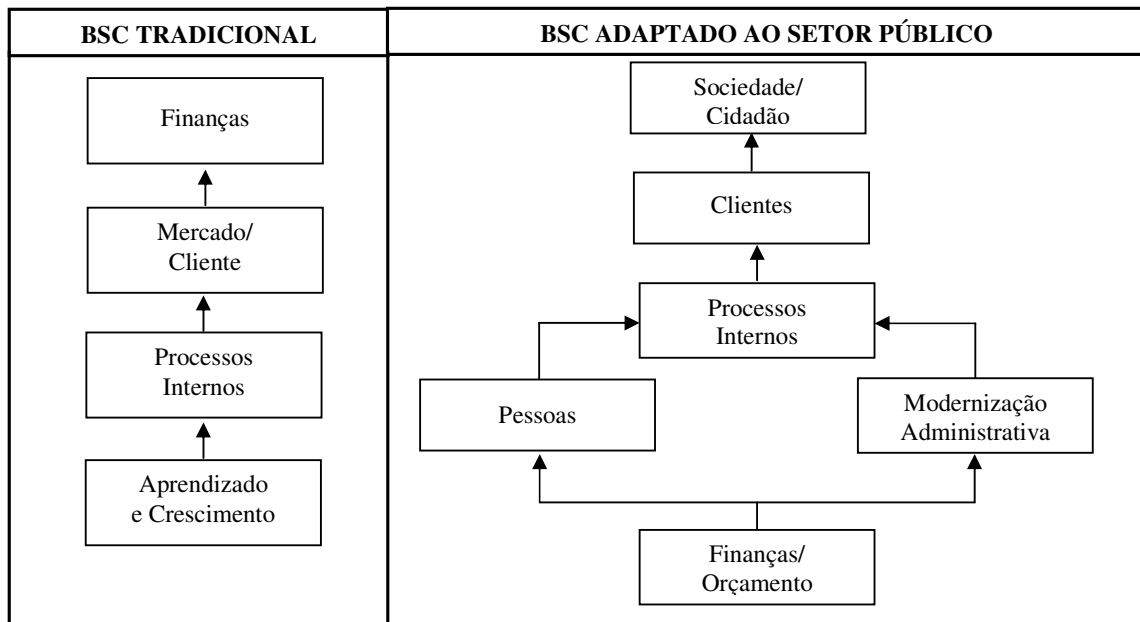 BSC TRADICIONAL
Finanças
Mercado/
Cliente
Processos
Internos
Aprendizado
e Crescimento
BSC ADAPTADO AO SETOR PÚBLICO
Sociedade/
Cidadão
Clientes
Processos
Internos
Pessoas
Modernização
Administrativa
Finanças/
Orçamento